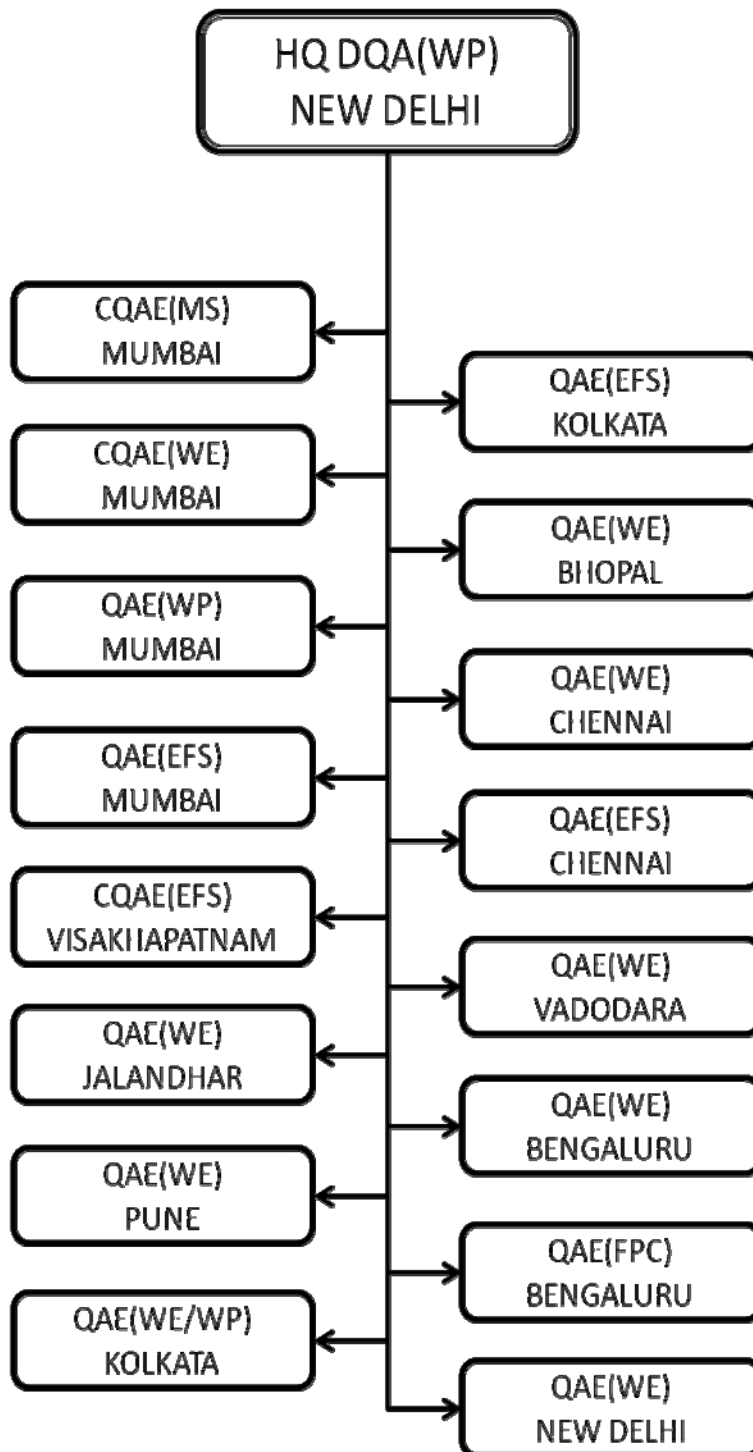 HQ DQA(WP)
NEW DELHI
CQAE(MS)
MUMBAI
CQAE(WE)
MUMBAI
QAE(WP)
MUMBAI
QAE(EFS)
MUMBAI
CQAE(EFS)
VISAKHAPATNAM
QAE(WE)
JALANDHAR
QAE(WE)
PUNE
QAE(WE/WP)
KOLKATA
QAE(EFS)
KOLKATA
QAE(WE)
BHOPAL
QAE(WE)
CHENNAI
QAE(EFS)
CHENNAI
QAE(WE)
VADODARA
QAE(WE)
BENGALURU
QAE(FPC)
BENGALURU
QAE(WE)
NEW DELHI